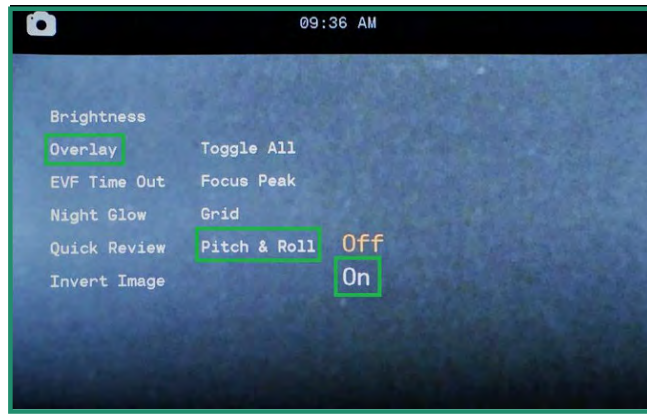 09:36 AM
Brightness
Overlay
Toggle All
EVF Time Out
Focus Peak
Night Glow
Grid
Quick Review
Pitch & Roll
Off
Invert Image
On